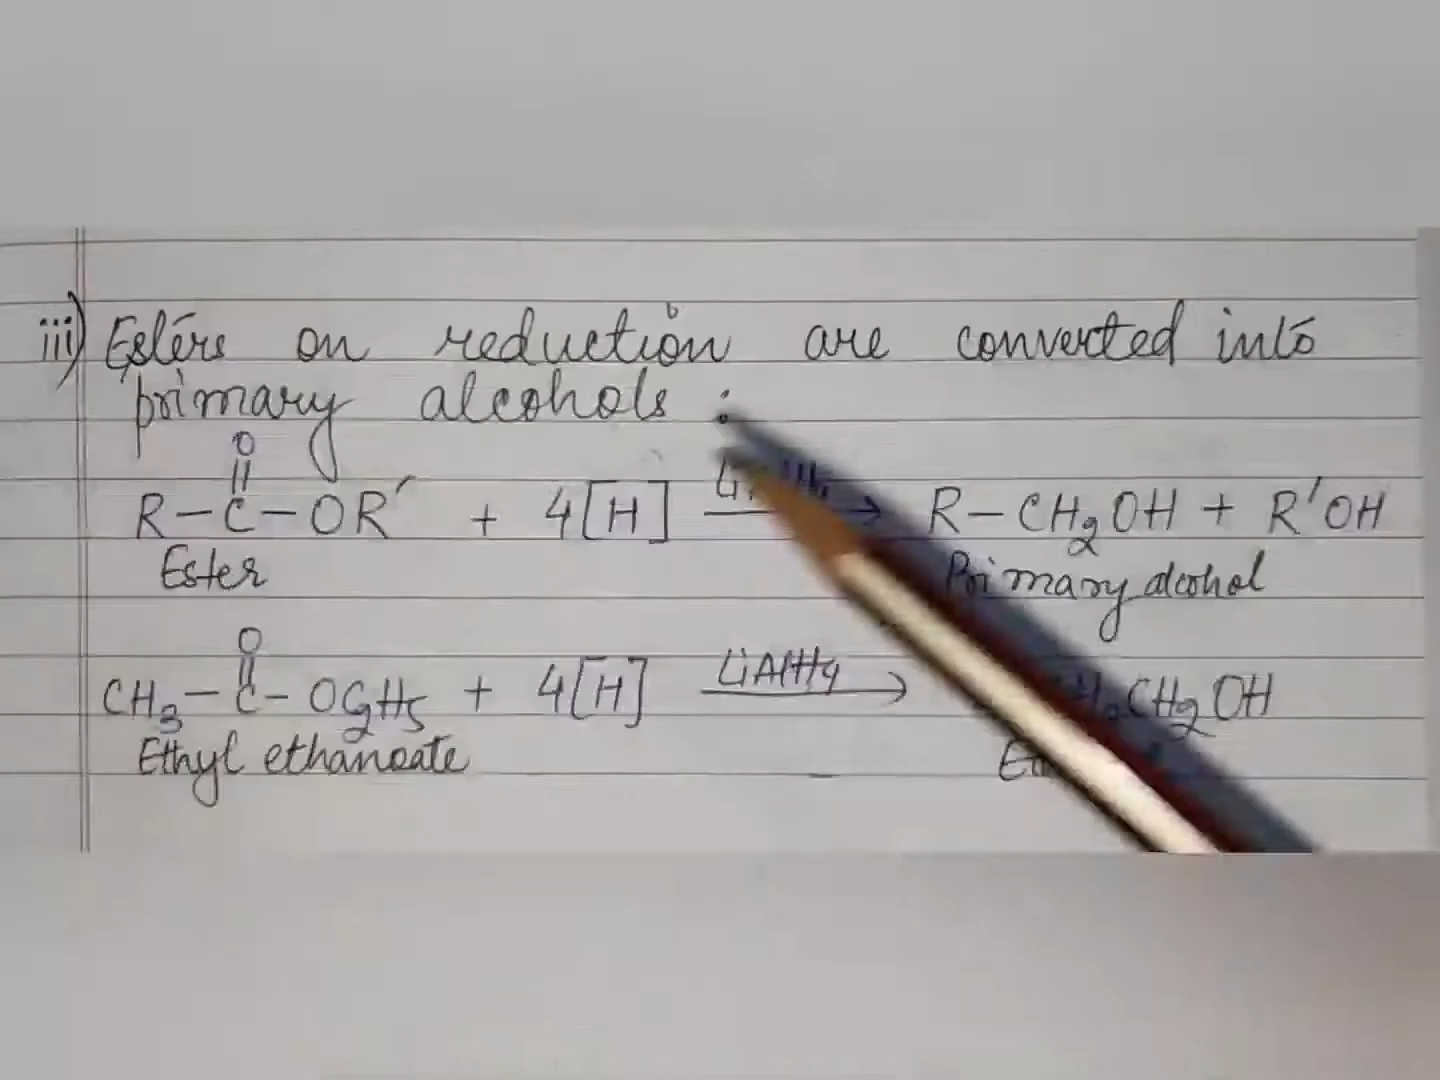 iii) Esters on reduction are converted into
primary alcohols :
O
||
R — C — OR′ + 4[H] → R — CH₂OH + R′OH
Ester Primary alcohol
O
||
CH₃ — C — OC₂H₅ + 4[H] LiAlH₄ → CH₂OH
Ethyl ethanoate